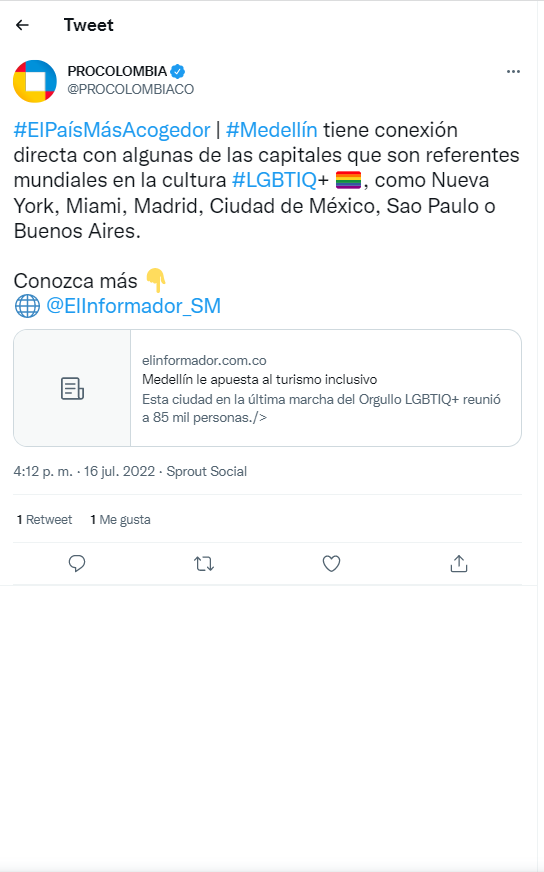 Tweet
PROCOLOMBIA
@PROCOLOMBIACO
#ElPaísMásAcogedor | #Medellín tiene conexión
directa con algunas de las capitales que son referentes
mundiales en la cultura #LGBTIQ+ 🏳️‍🌈, como Nueva
York, Miami, Madrid, Ciudad de México, Sao Paulo o
Buenos Aires.
Conozca más 👇
🌐 @ElInformador_SM
elinformador.com.co
Medellín le apuesta al turismo inclusivo
Esta ciudad en la última marcha del Orgullo LGBTIQ+ reunió
a 85 mil personas./>
4:12 p. m. · 16 jul. 2022 · Sprout Social
1 Retweet 1 Me gusta